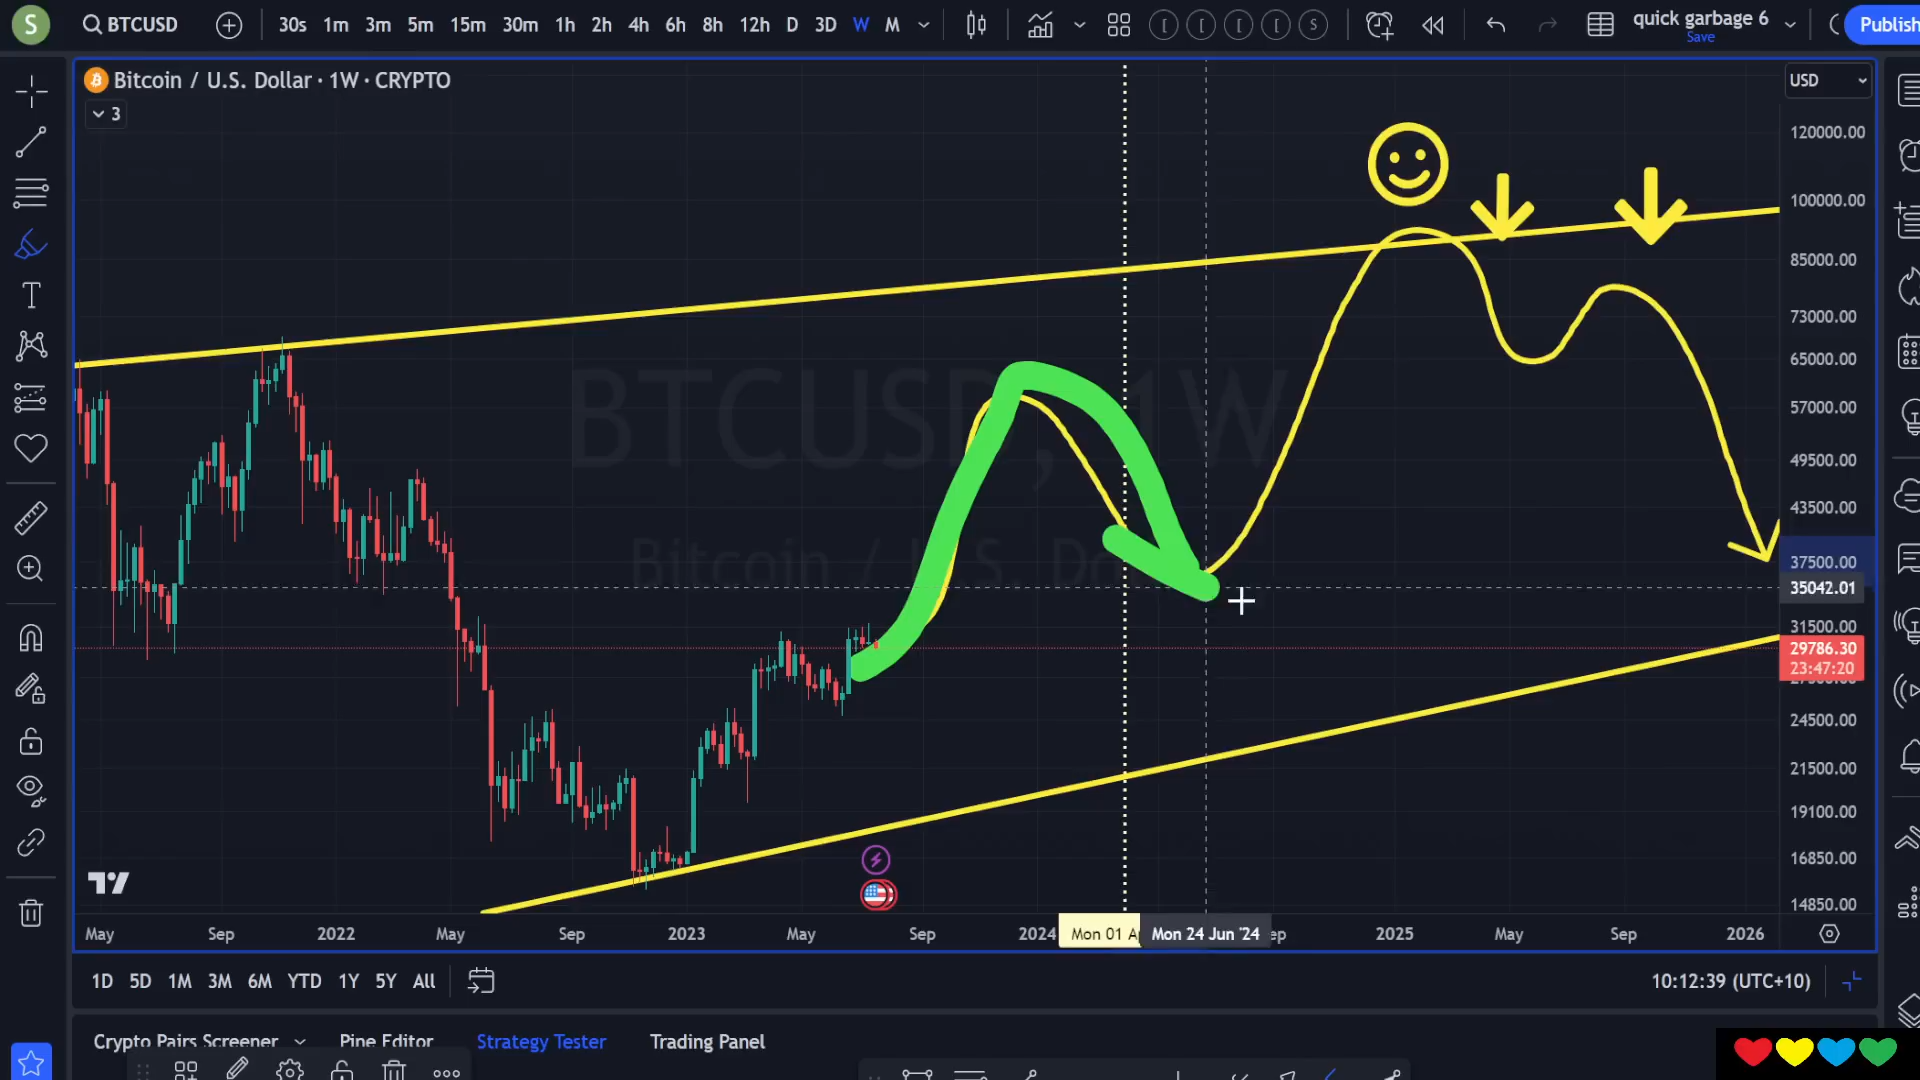 S
BTCUSD
30s 1m 3m 5m 15m 30m 1h 2h 4h 6h 8h 12h D 3D W M
[ [ [ [ S
quick garbage 6
Save
Publish
Bitcoin / U.S. Dollar · 1W · CRYPTO
3
USD
BTCUSD, 1W
Bitcoin / U.S. Do
120000.00
100000.00
85000.00
73000.00
65000.00
57000.00
49500.00
43500.00
37500.00
35042.01
31500.00
29786.30
23:47:20
24500.00
21500.00
19100.00
16850.00
14850.00
May Sep 2022 May Sep 2023 May Sep 2024 Mon 01 A Mon 24 Jun '24 ep 2025 May Sep 2026
1D 5D 1M 3M 6M YTD 1Y 5Y All
10:12:39 (UTC+10)
Crypto Pairs Screener Pine Editor Strategy Tester Trading Panel